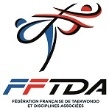 FFTDA
FÉDÉRATION FRANÇAISE DE TAEKWONDO
ET DISCIPLINES ASSOCIÉES